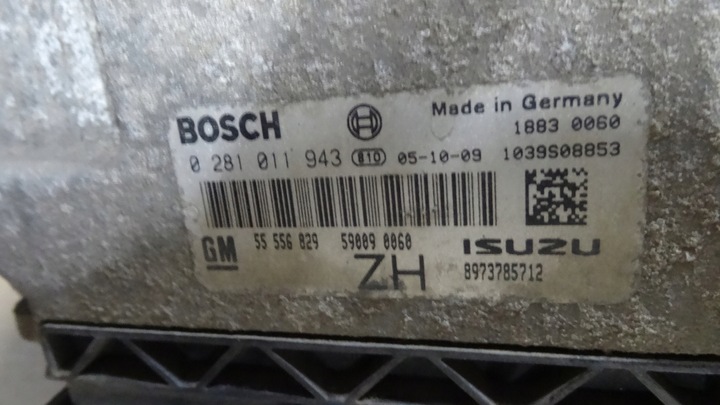 BOSCH Made in Germany
1883 0060
0 281 011 943 B10 05-10-09 1039S08853
GM 55 556 829 59009 0060 ISUZU
ZH 8973785712